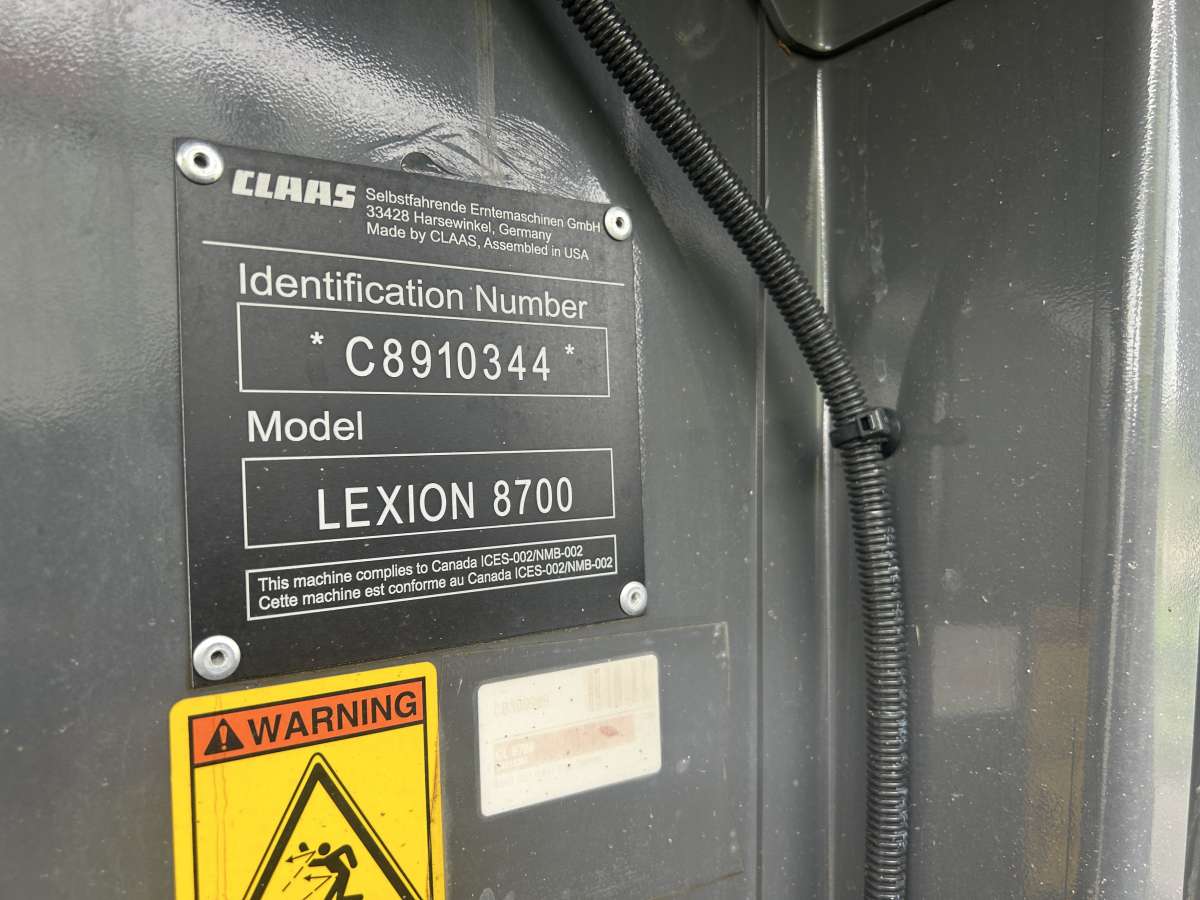 CLAAS
Selbstfahrende Erntemaschinen GmbH
33428 Harsewinkel, Germany
Made by CLAAS, Assembled in USA
Identification Number
* C8910344 *
Model
LEXION 8700
This machine complies to Canada ICES-002/NMB-002
Cette machine est conforme au Canada ICES-002/NMB-002
WARNING